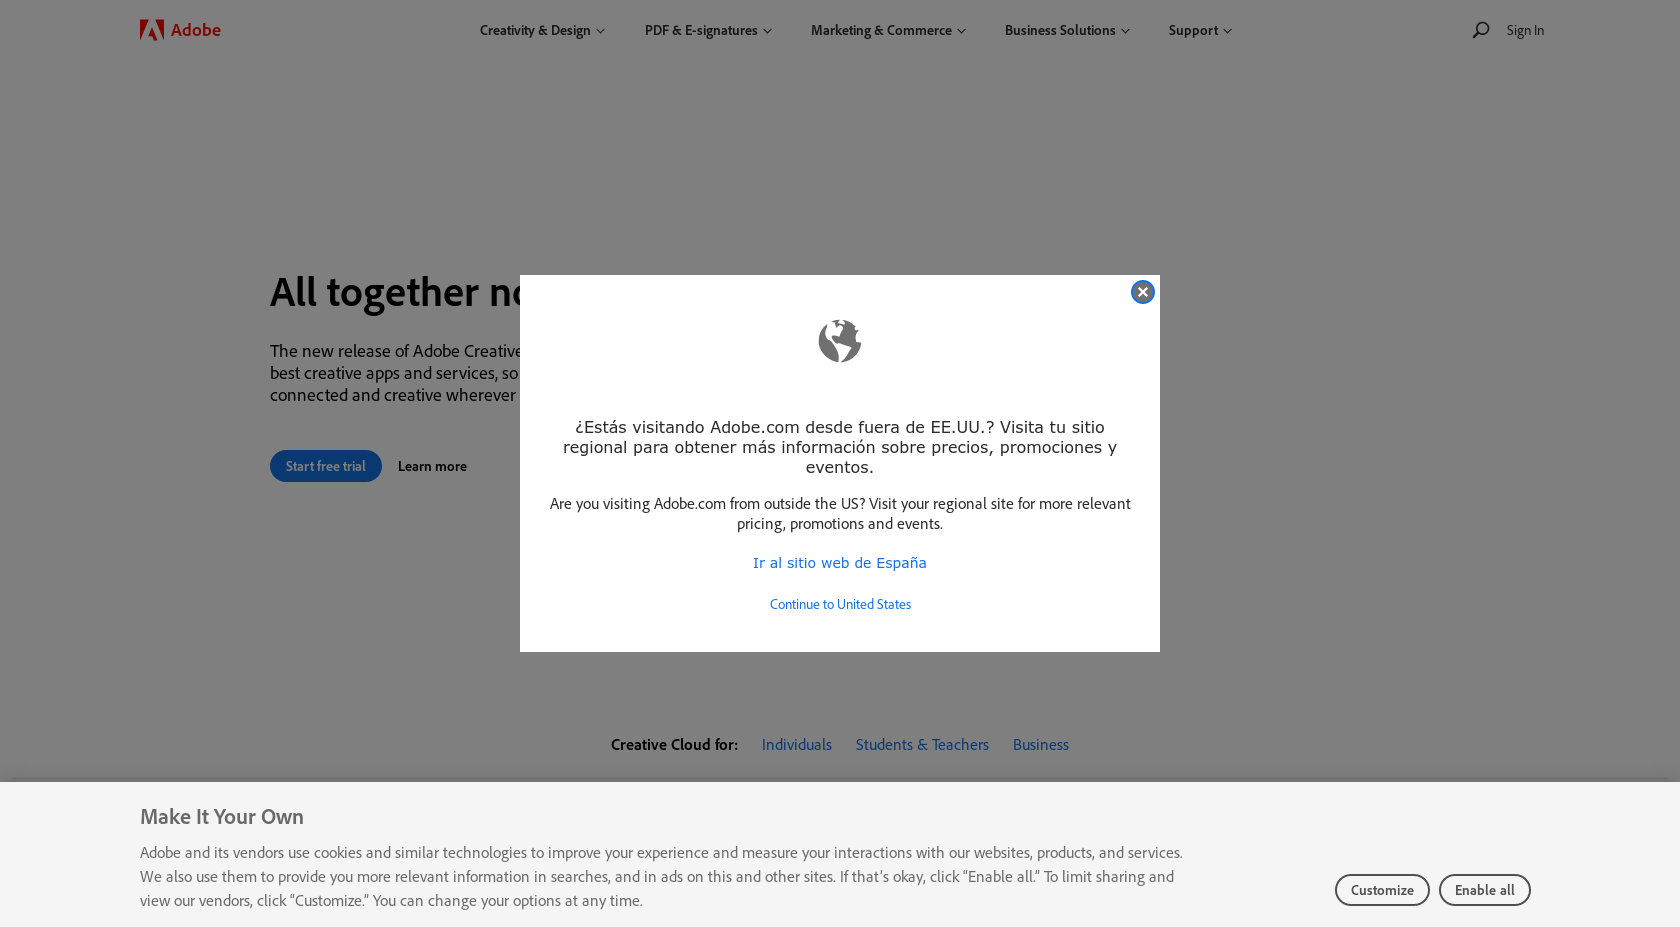 Adobe
Creativity & Design
PDF & E-signatures
Marketing & Commerce
Business Solutions
Support
Sign In
All together
The new release of Adobe Creative
best creative apps and services, so
connected and creative wherever
Start free trial
Learn more
¿Estás visitando Adobe.com desde fuera de EE.UU.? Visita tu sitio
regional para obtener más información sobre precios, promociones y
eventos.
Are you visiting Adobe.com from outside the US? Visit your regional site for more relevant
pricing, promotions and events.
Ir al sitio web de España
Continue to United States
Creative Cloud for:
Individuals
Students & Teachers
Business
Make It Your Own
Adobe and its vendors use cookies and similar technologies to improve your experience and measure your interactions with our websites, products, and services.
We also use them to provide you more relevant information in searches, and in ads on this and other sites. If that’s okay, click “Enable all.” To limit sharing and
view our vendors, click “Customize.” You can change your options at any time.
Customize
Enable all